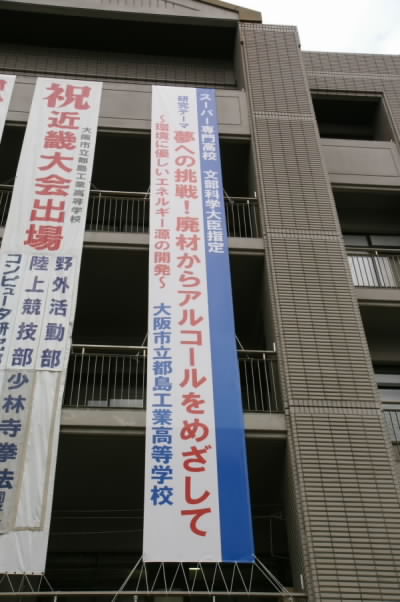 スーパー専門高校 文部科学大臣指定
研究テーマ
夢への挑戦!廃材からアルコールをめざして
～環境に優しいエネルギー源の開発～
大阪市立都島工業高等学校
大阪市立都島工業高等学校
祝近畿大会出場
野外活動部
陸上競技部
少林寺拳法
コンピュータ研究